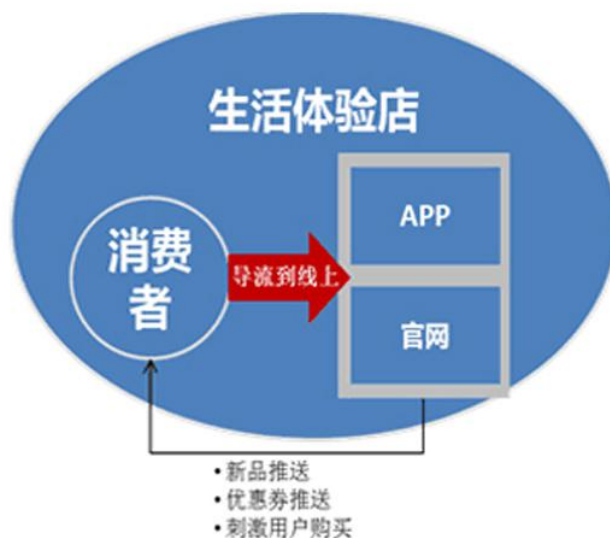 生活体验店
消费
者
导流到线上
APP
官网
• 新品推送
• 优惠券推送
• 刺激用户购买